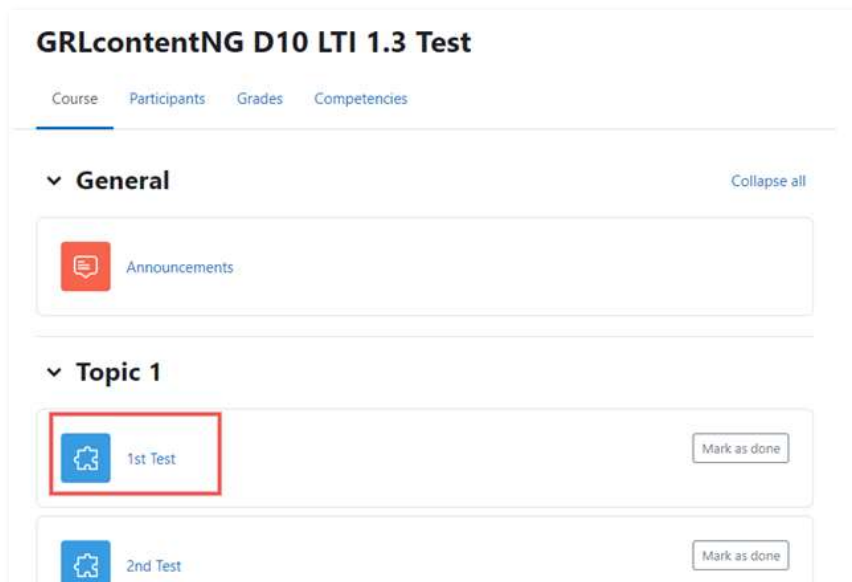 GRLcontentNG D10 LTI 1.3 Test
Course Participants Grades Competencies
General Collapse all
Announcements
Topic 1
1st Test Mark as done
2nd Test Mark as done